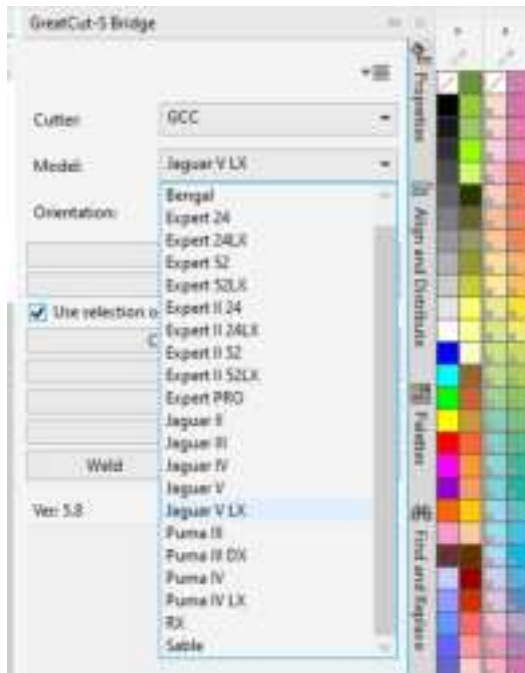 GreatCut-5 Bridge
Cutter: GCC
Model: Jaguar V LX
Orientation:
Bengal
Expert 24
Expert 24LX
Expert 52
Expert 52LX
Expert II 24
Expert II 24LX
Expert II 52
Expert II 52LX
Expert PRO
Jaguar II
Jaguar III
Jaguar IV
Jaguar V
Jaguar V LX
Puma III
Puma III DX
Puma IV
Puma IV LX
RX
Sable
Use selection o
C
Weld
Ver: 5.8
Properties
Align and Distribute
Palettes
Find and Replace